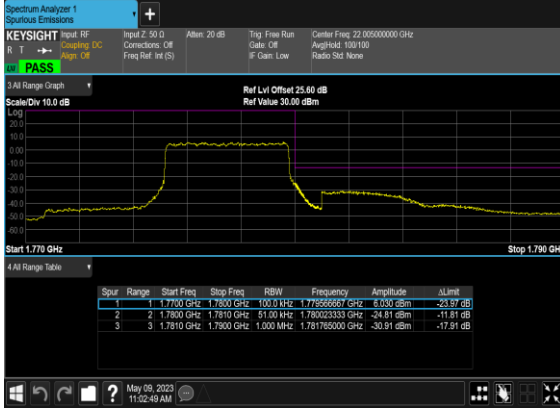 Spectrum Analyzer 1
Spurious Emissions
+
KEYSIGHT Input: RF Input Z: 50 Ω Atten: 20 dB Trig: Free Run Center Freq: 22.005000000 GHz
R T Coupling: DC Corrections: Off Gate: Off Avg|Hold: 100/100
Align: Off Freq Ref: Int (S) IF Gain: Low Radio Std: None
PASS
3 All Range Graph
Ref Lvl Offset 25.60 dB
Scale/Div 10.0 dB Ref Value 30.00 dBm
Log
20.0
10.0
0.00
-10.0
-20.0
-30.0
-40.0
-50.0
-60.0
Start 1.770 GHz Stop 1.790 GH
4 All Range Table
Spur Range Start Freq Stop Freq RBW Frequency Amplitude ΔLimit
1 1 1.7700 GHz 1.7800 GHz 100.0 kHz 1.779566667 GHz 6.030 dBm -23.97 dB
2 2 1.7800 GHz 1.7810 GHz 51.00 kHz 1.780023333 GHz -24.81 dBm -11.81 dB
3 3 1.7810 GHz 1.7900 GHz 1.000 MHz 1.781765000 GHz -30.91 dBm -17.91 dB
? May 09, 2023
11:02:49 AM